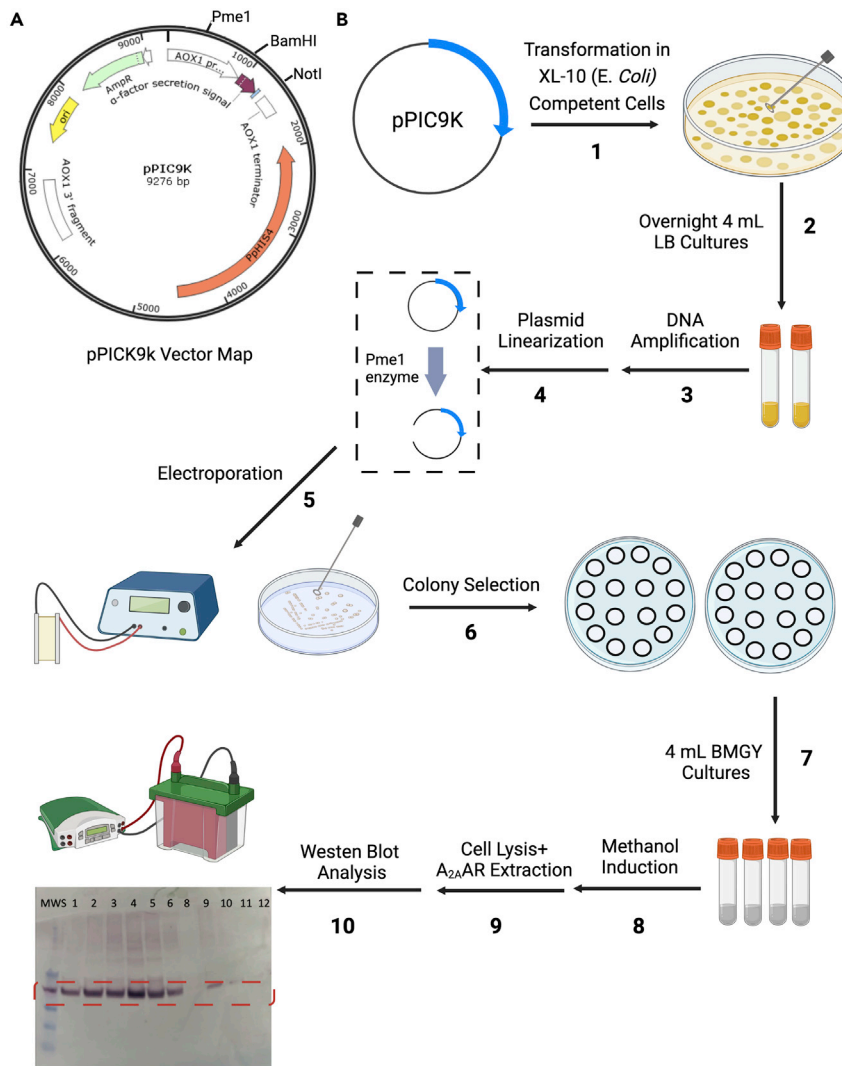 A
Pme1
BamHI
NotI
9000
1000
2000
3000
4000
5000
6000
7000
8000
AOX1 pr...
AmpR
α-factor secretion signal
ori
AOX1 terminator
AOX1 3' fragment
PpHIS4
pPIC9K
9276 bp
pPICK9k Vector Map
B
pPIC9K
Transformation in
XL-10 (E. Coli)
Competent Cells
1
Overnight 4 mL
LB Cultures
2
DNA
Amplification
3
Plasmid
Linearization
4
Pme1
enzyme
Electroporation
5
Colony Selection
6
4 mL BMGY
Cultures
7
Methanol
Induction
8
Cell Lysis+
A₂ₐAR Extraction
9
Westen Blot
Analysis
10
MWS 1 2 3 4 5 6 8 9 10 11 12